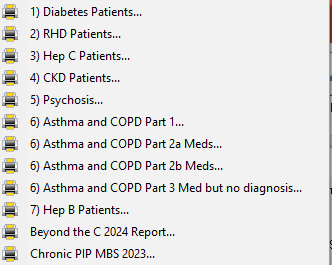 1) Diabetes Patients...
2) RHD Patients...
3) Hep C Patients...
4) CKD Patients...
5) Psychosis...
6) Asthma and COPD Part 1...
6) Asthma and COPD Part 2a Meds...
6) Asthma and COPD Part 2b Meds...
6) Asthma and COPD Part 3 Med but no diagnosis...
7) Hep B Patients...
Beyond the C 2024 Report...
Chronic PIP MBS 2023...